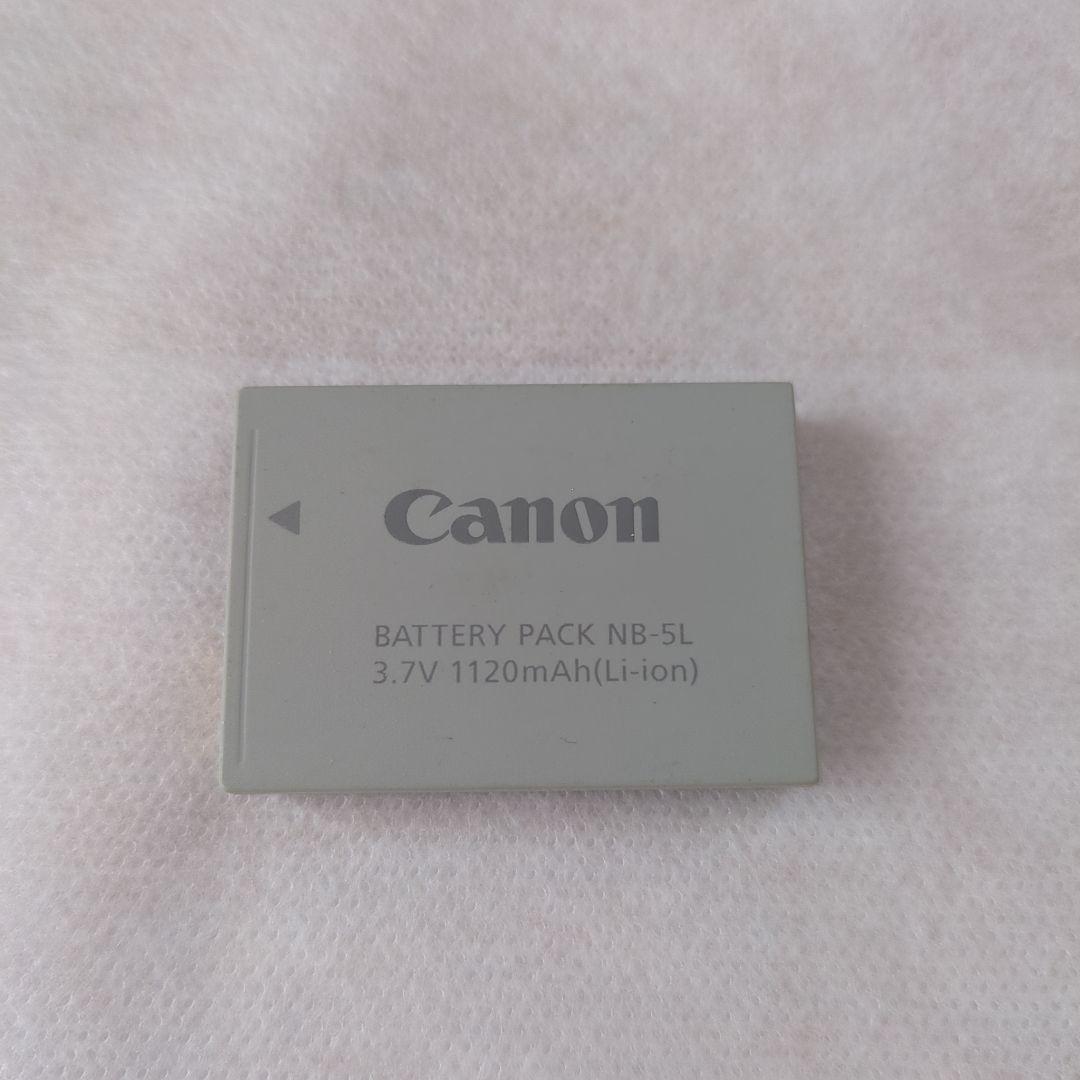 Canon
BATTERY PACK NB-5L
3.7V 1120mAh(Li-ion)